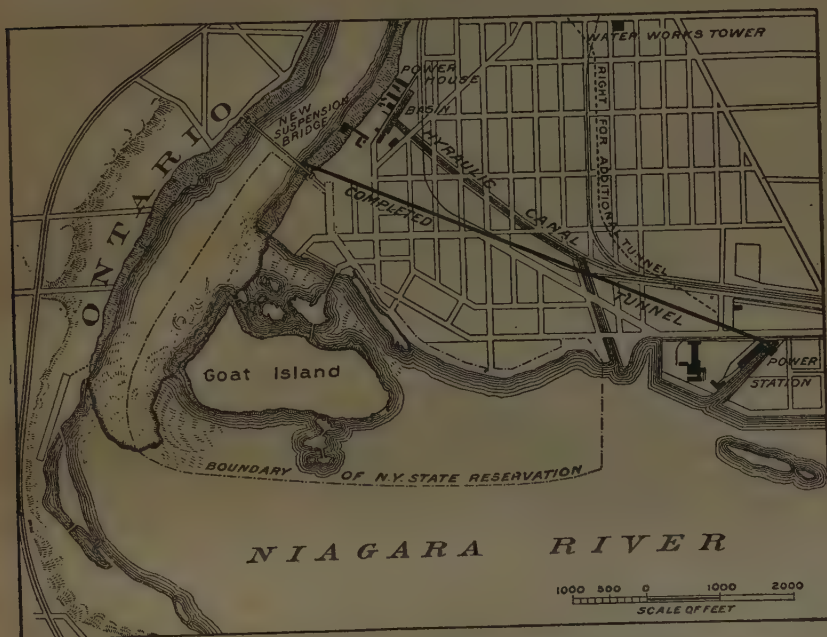 WATER WORKS TOWER
POWER
HOUSE
BASIN
NEW
SUSPENSION
BRIDGE
RIGHT FOR ADDITIONAL TUNNEL
HYRAULIE CANAL
COMPLETED TUNNEL
ONTARIO
Goat Island
POWER
STATION
BOUNDARY OF N.Y. STATE RESERVATION
NIAGARA RIVER
1000 500 0 1000 2000
SCALE OF FEET